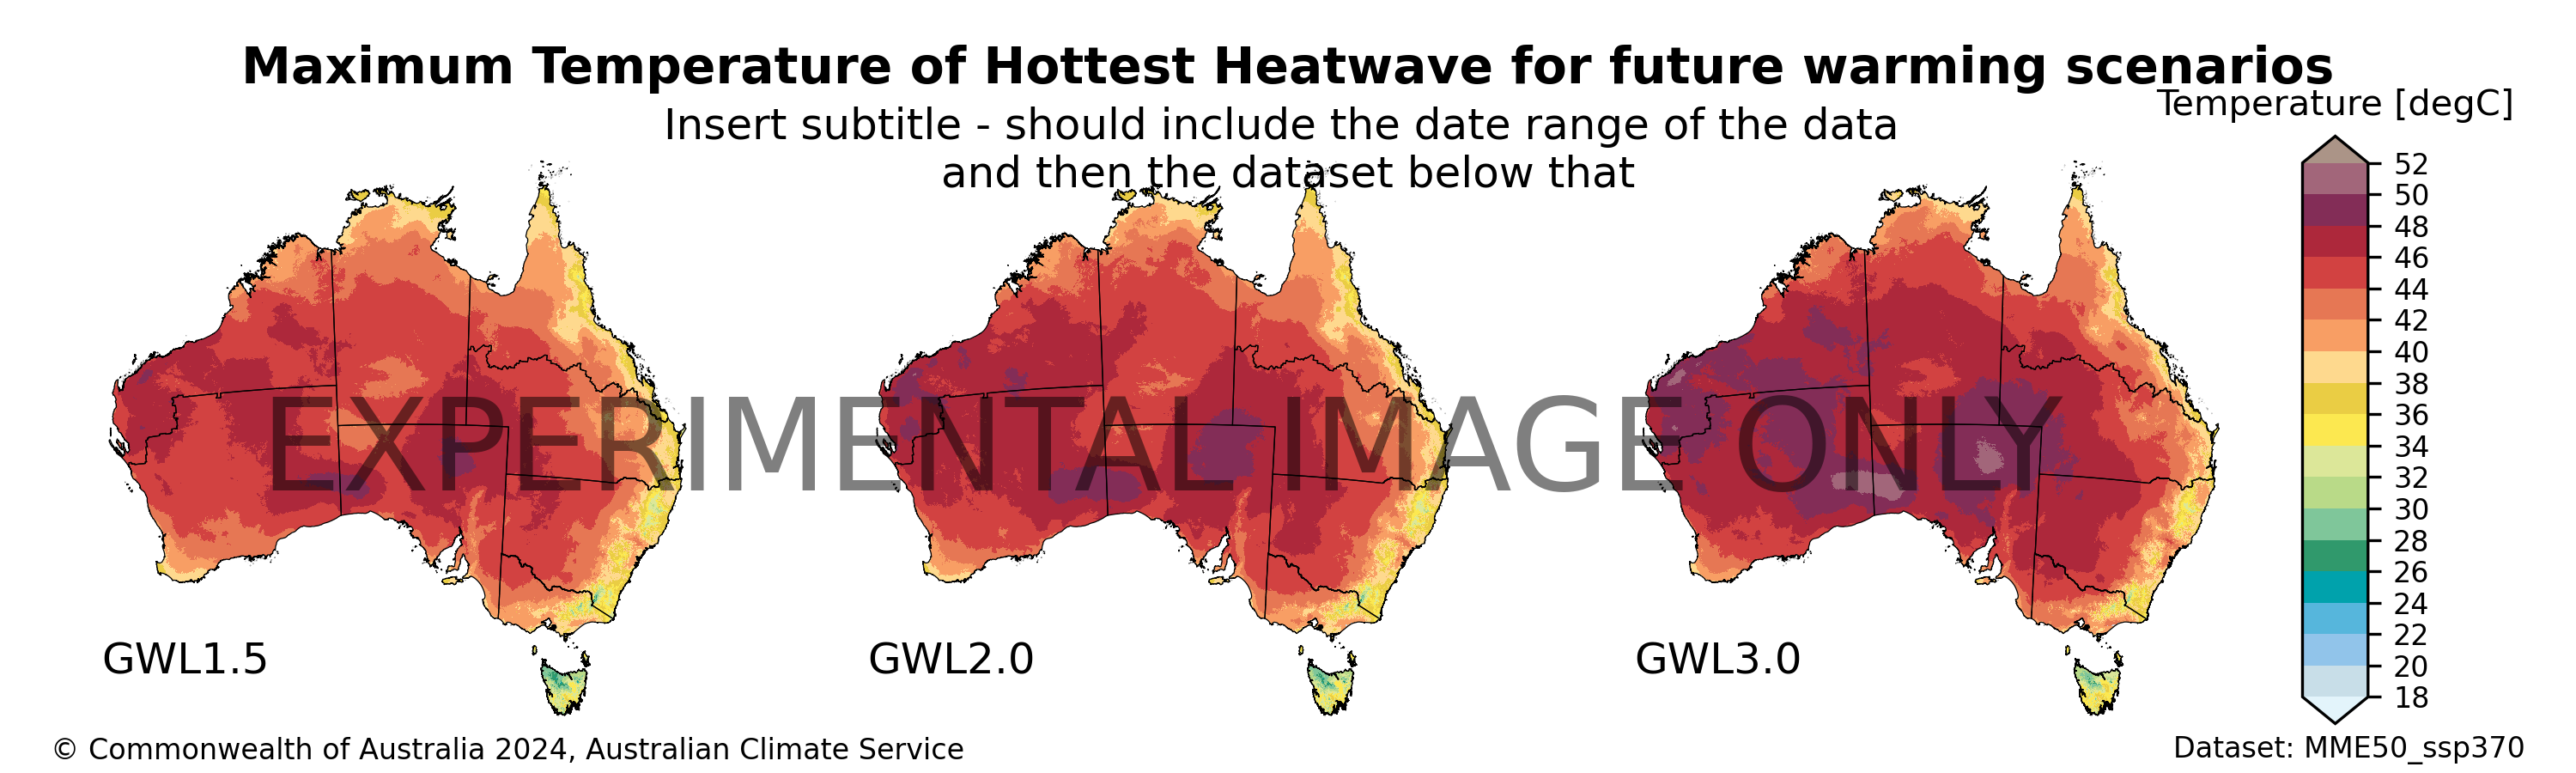 Maximum Temperature of Hottest Heatwave for future warming scenarios
Insert subtitle - should include the date range of the data
and then the dataset below that
Temperature [degC]
52
50
48
46
44
42
40
38
36
34
32
30
28
26
24
22
20
18
EXPERIMENTAL IMAGE ONLY
GWL1.5
GWL2.0
GWL3.0
© Commonwealth of Australia 2024, Australian Climate Service
Dataset: MME50_ssp370